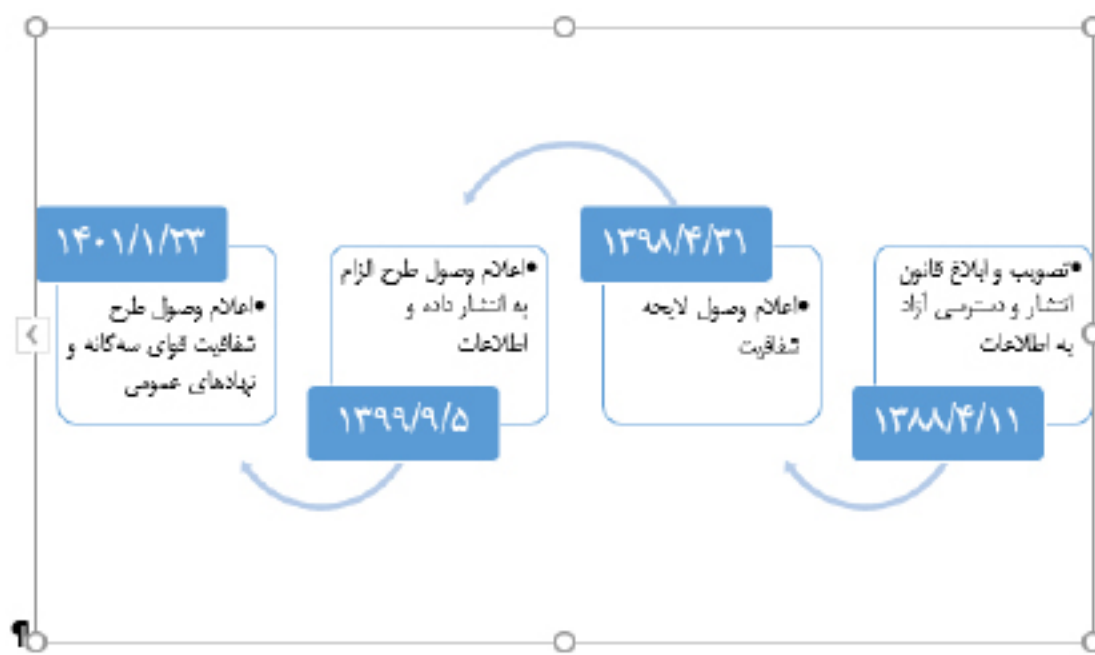 •تصویب و ابلاغ قانون
انتشار و دسترسی آزاد
به اطلاعات
۱۳۸۸/۴/۱۱
۱۳۹۸/۴/۳۱
•اعلام وصول لایحه
شفافیت
•اعلام وصول طرح الزام
به انتشار داده و
اطلاعات
۱۳۹۹/۹/۵
۱۴۰۱/۱/۲۳
•اعلام وصول طرح
شفافیت قوای سه‌گانه و
نهادهای عمومی
¶